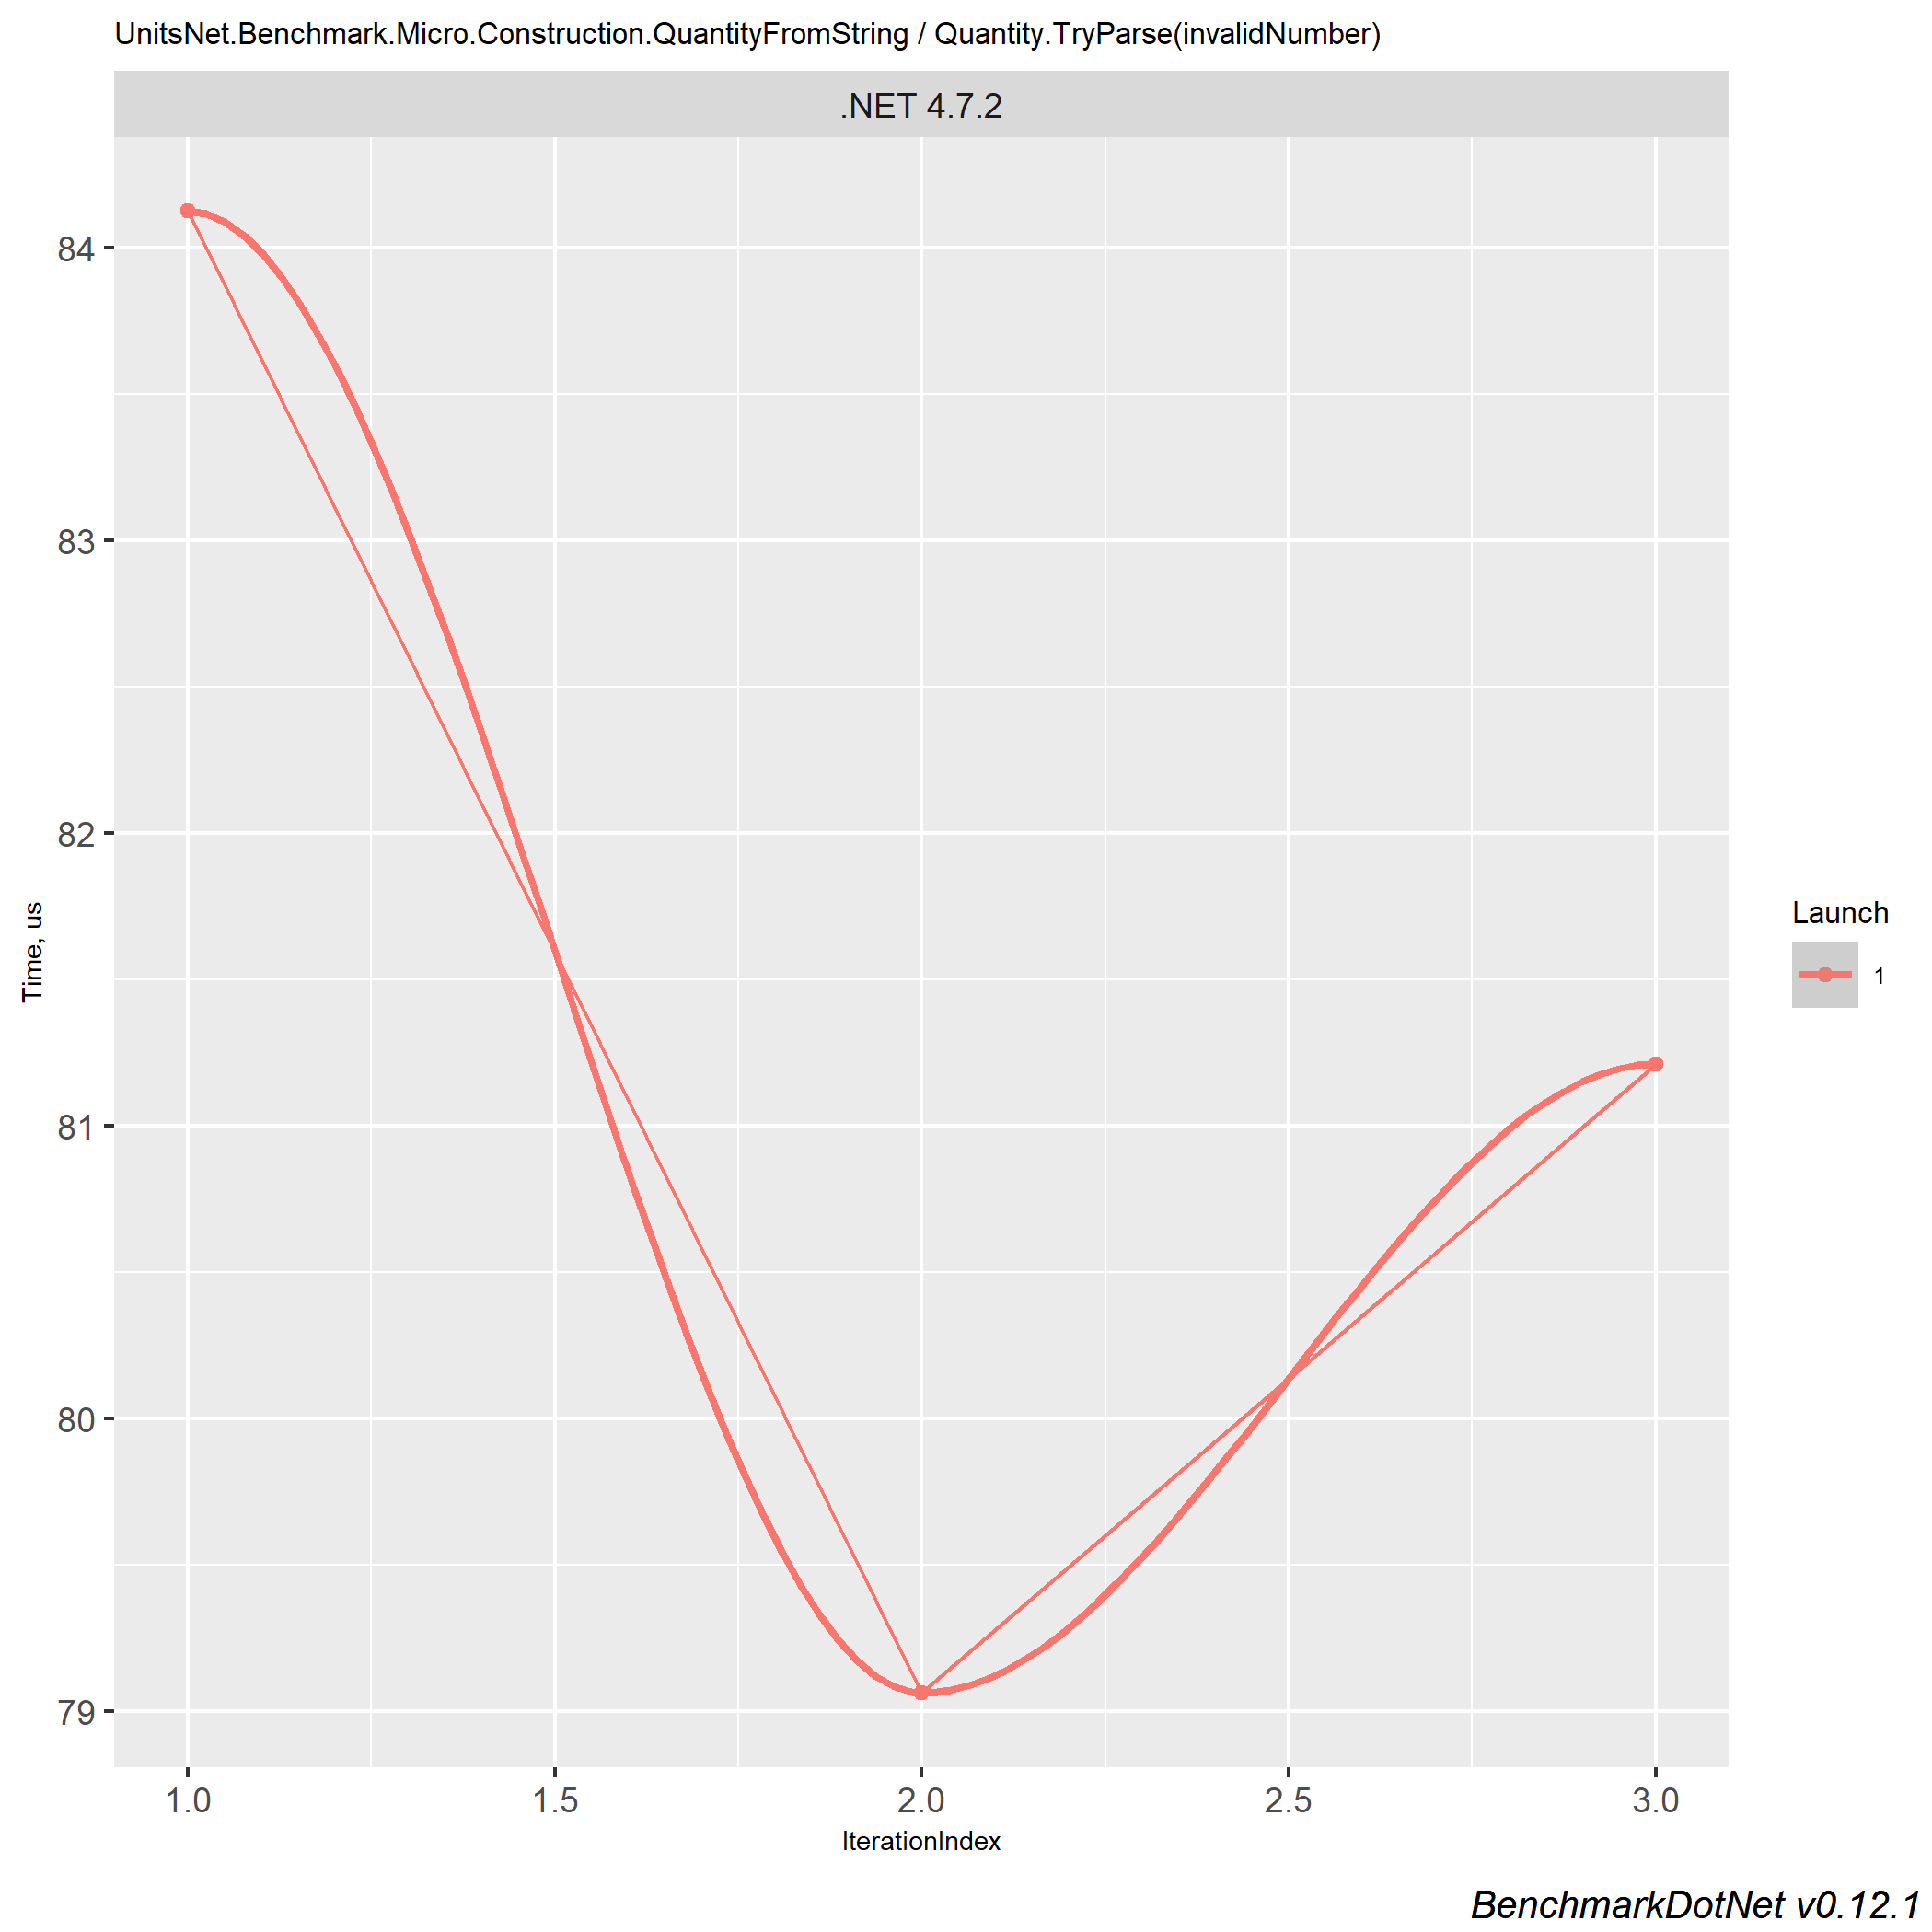 UnitsNet.Benchmark.Micro.Construction.QuantityFromString / Quantity.TryParse(invalidNumber)
.NET 4.7.2
84
83
82
81
80
79
Time, us
1.0 1.5 2.0 2.5 3.0
IterationIndex
Launch
1
BenchmarkDotNet v0.12.1